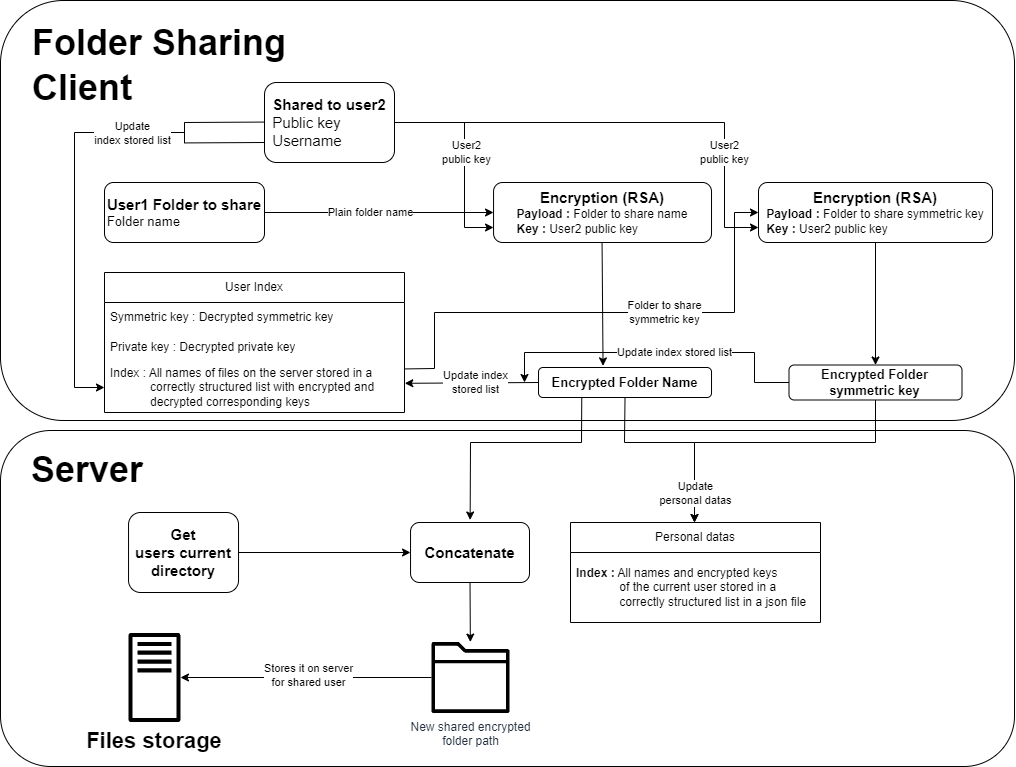 Folder Sharing
Client
Shared to user2
Public key
Username
Update
index stored list
User2
public key
User2
public key
User1 Folder to share
Folder name
Plain folder name
Encryption (RSA)
Payload : Folder to share name
Key : User2 public key
Encryption (RSA)
Payload : Folder to share symmetric key
Key : User2 public key
User Index
Symmetric key : Decrypted symmetric key
Private key : Decrypted private key
Index : All names of files on the server stored in a
correctly structured list with encrypted and
decrypted corresponding keys
Folder to share
symmetric key
Update index stored list
Update index
stored list
Encrypted Folder Name
Encrypted Folder
symmetric key
Server
Update
personal datas
Get
users current
directory
Concatenate
Personal datas
Index : All names and encrypted keys
of the current user stored in a
correctly structured list in a json file
Stores it on server
for shared user
New shared encrypted
folder path
Files storage